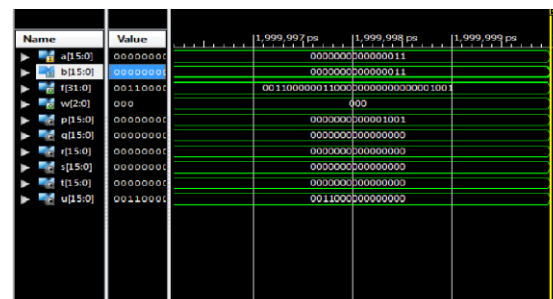 Name Value 1,999,997 ps 1,999,998 ps 1,999,999 ps
a[15:0] 00000000 0000000000000011
b[15:0] 00000000 0000000000000011
f[31:0] 00110000 00110000001100000000000000001001
w[2:0] 000 000
p[15:0] 00000000 0000000000001001
q[15:0] 00000000 0000000000000000
r[15:0] 00000000 0000000000000000
s[15:0] 00000000 0000000000000000
t[15:0] 00000000 0000000000000000
u[15:0] 00110000 0011000000000000